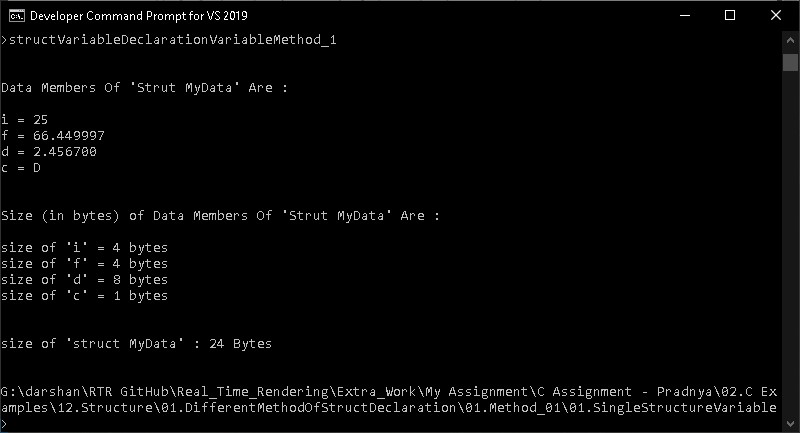 Developer Command Prompt for VS 2019
>structVariableDeclarationVariableMethod_1
Data Members Of 'Strut MyData' Are :
i = 25
f = 66.449997
d = 2.456700
c = D
Size (in bytes) of Data Members Of 'Strut MyData' Are :
size of 'i' = 4 bytes
size of 'f' = 4 bytes
size of 'd' = 8 bytes
size of 'c' = 1 bytes
size of 'struct MyData' : 24 Bytes
G:\darshan\RTR GitHub\Real_Time_Rendering\Extra_Work\My Assignment\C Assignment - Pradnya\02.C Ex
amples\12.Structure\01.DifferentMethodOfStructDeclaration\01.Method_01\01.SingleStructureVariable
>